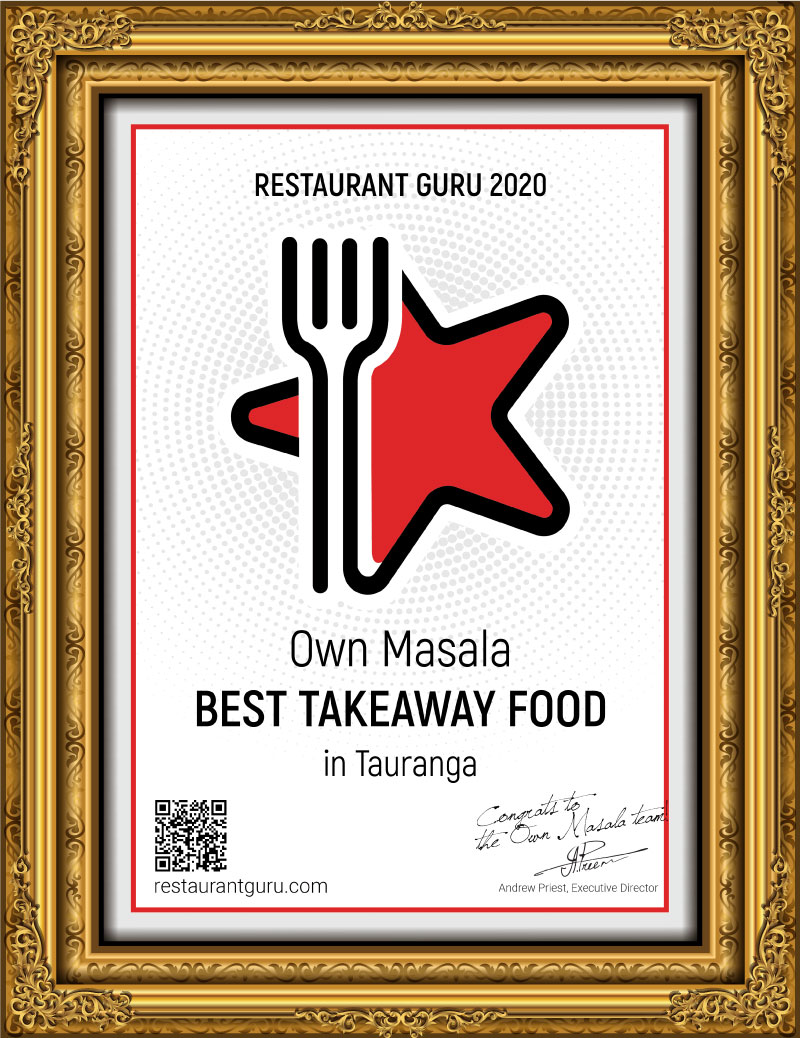 RESTAURANT GURU 2020
Own Masala
BEST TAKEAWAY FOOD
in Tauranga
Congrats to
the Own Masala team!
restaurantguru.com
Andrew Priest, Executive Director